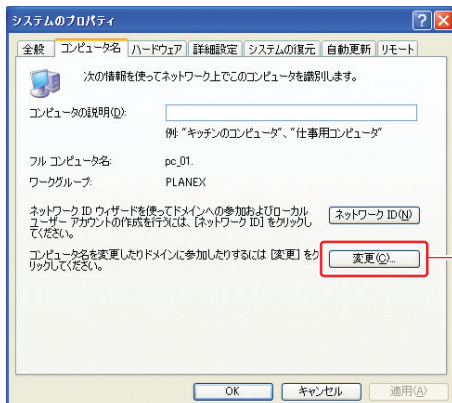 システムのプロパティ
全般 コンピュータ名 ハードウェア 詳細設定 システムの復元 自動更新 リモート
次の情報を使ってネットワーク上でこのコンピュータを識別します。
コンピュータの説明(D):
例: "キッチンのコンピュータ"、"仕事用コンピュータ"
フル コンピュータ名: pc_01.
ワークグループ: PLANEX
ネットワーク ID ウィザードを使ってドメインへの参加およびローカル
ユーザー アカウントの作成を行うには、[ネットワーク ID] をクリックし
てください。
ネットワーク ID(N)
コンピュータ名を変更したりドメインに参加したりするには [変更] をク
リックしてください。
変更(C)...
OK キャンセル 適用(A)